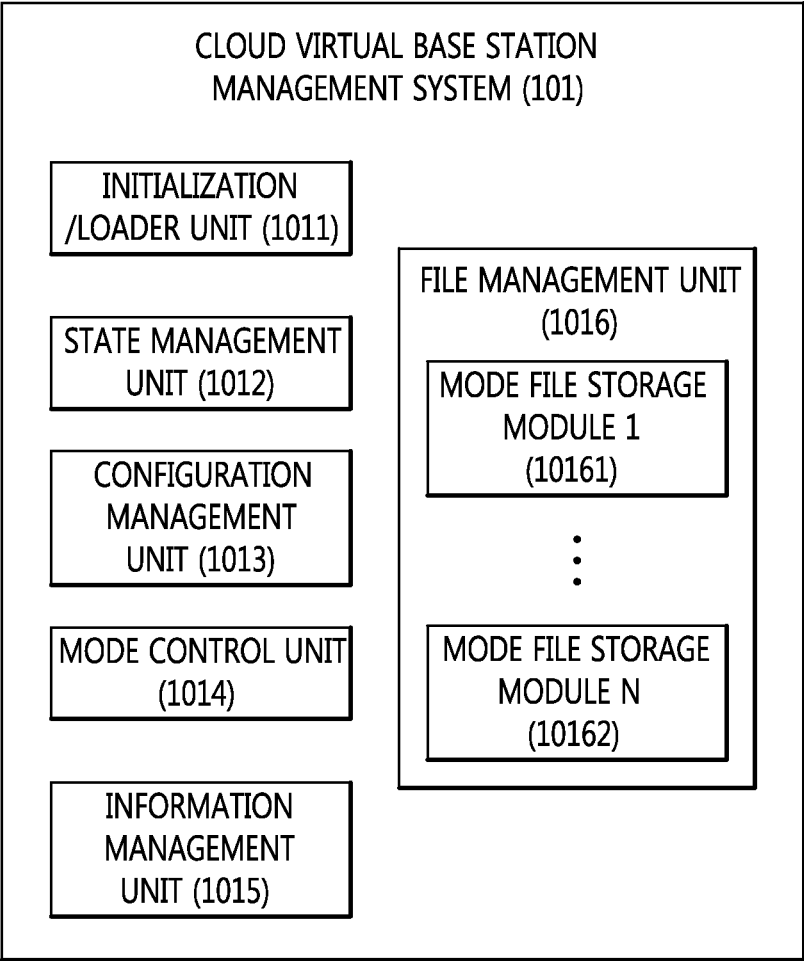 CLOUD VIRTUAL BASE STATION
MANAGEMENT SYSTEM (101)
INITIALIZATION
/LOADER UNIT (1011)
STATE MANAGEMENT
UNIT (1012)
CONFIGURATION
MANAGEMENT
UNIT (1013)
MODE CONTROL UNIT
(1014)
INFORMATION
MANAGEMENT
UNIT (1015)
FILE MANAGEMENT UNIT
(1016)
MODE FILE STORAGE
MODULE 1
(10161)
MODE FILE STORAGE
MODULE N
(10162)